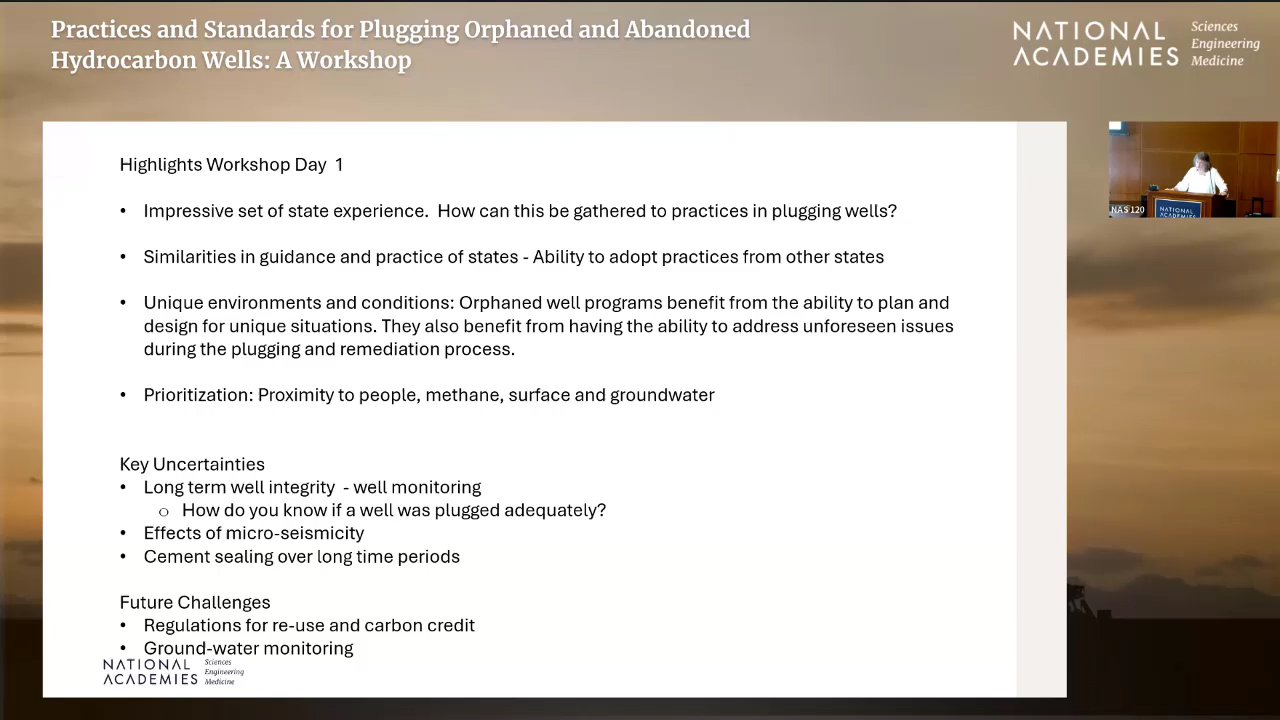 Practices and Standards for Plugging Orphaned and Abandoned
Hydrocarbon Wells: A Workshop
NATIONAL
ACADEMIES
Sciences
Engineering
Medicine
Highlights Workshop Day 1
• Impressive set of state experience. How can this be gathered to practices in plugging wells?
• Similarities in guidance and practice of states - Ability to adopt practices from other states
• Unique environments and conditions: Orphaned well programs benefit from the ability to plan and
design for unique situations. They also benefit from having the ability to address unforeseen issues
during the plugging and remediation process.
• Prioritization: Proximity to people, methane, surface and groundwater
Key Uncertainties
• Long term well integrity - well monitoring
o How do you know if a well was plugged adequately?
• Effects of micro-seismicity
• Cement sealing over long time periods
Future Challenges
• Regulations for re-use and carbon credit
• Ground-water monitoring
NATIONAL
ACADEMIES
Sciences
Engineering
Medicine
NAS 120
NATIONAL
ACADEMIES